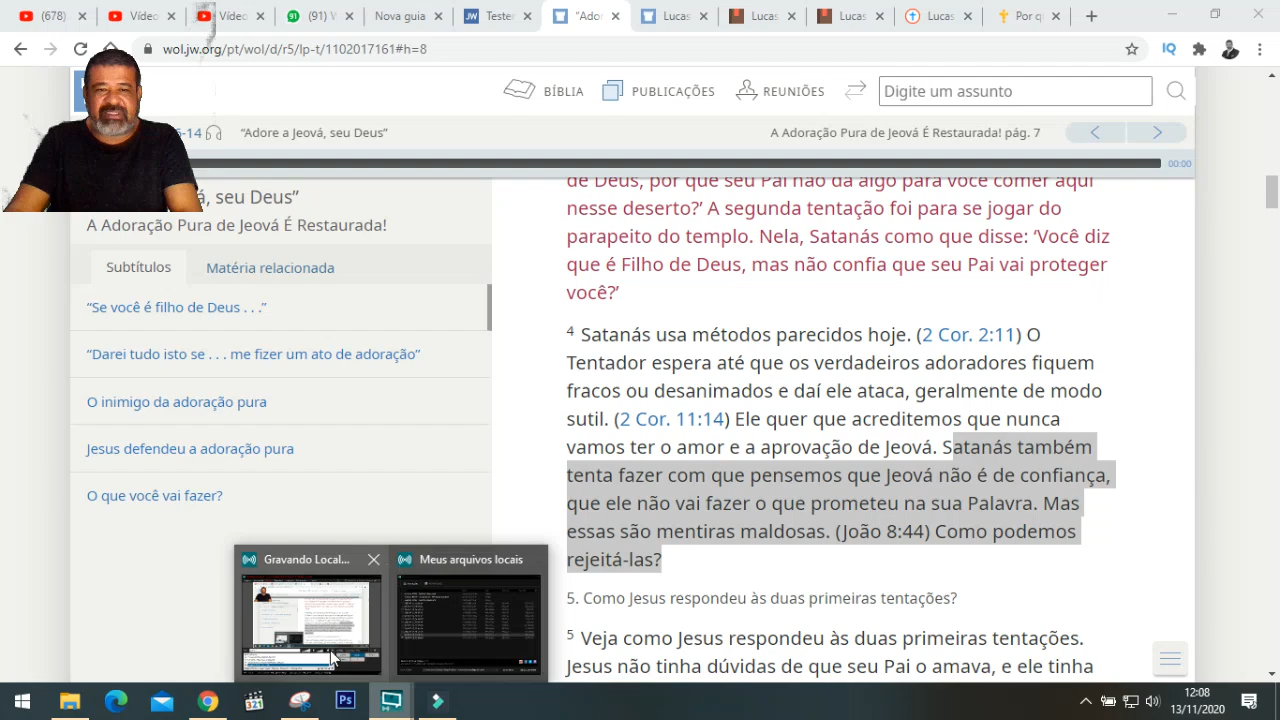 (678)
Vídeo
Vídeo
(91) W
Nova guia
Testem
"Ador
Lucas
Lucas
Lucas
Lucas
Por q
wol.jw.org/pt/wol/d/r5/lp-t/1102017161#h=8
BÍBLIA
PUBLICAÇÕES
REUNIÕES
Digite um assunto
6-14
“Adore a Jeová, seu Deus”
A Adoração Pura de Jeová É Restaurada! pág. 7
00:00
á, seu Deus”
A Adoração Pura de Jeová É Restaurada!
Subtítulos
Matéria relacionada
“Se você é filho de Deus . . .”
“Darei tudo isto se . . . me fizer um ato de adoração”
O inimigo da adoração pura
Jesus defendeu a adoração pura
O que você vai fazer?
de Deus, por que seu Pai não dá algo para você comer aqui
nesse deserto?’ A segunda tentação foi para se jogar do
parapeito do templo. Nela, Satanás como que disse: ‘Você diz
que é Filho de Deus, mas não confia que seu Pai vai proteger
você?’
4 Satanás usa métodos parecidos hoje. (2 Cor. 2:11) O
Tentador espera até que os verdadeiros adoradores fiquem
fracos ou desanimados e daí ele ataca, geralmente de modo
sutil. (2 Cor. 11:14) Ele quer que acreditemos que nunca
vamos ter o amor e a aprovação de Jeová. Satanás também
tenta fazer com que pensemos que Jeová não é de confiança,
que ele não vai fazer o que prometeu na sua Palavra. Mas
essas são mentiras maldosas. (João 8:44) Como podemos
rejeitá-las?
5. Como Jesus respondeu às duas primeiras tentações?
5 Veja como Jesus respondeu às duas primeiras tentações.
Jesus não tinha dúvidas de que seu Pai o amava, e ele tinha
Gravando Local...
Meus arquivos locais
12:08
13/11/2020